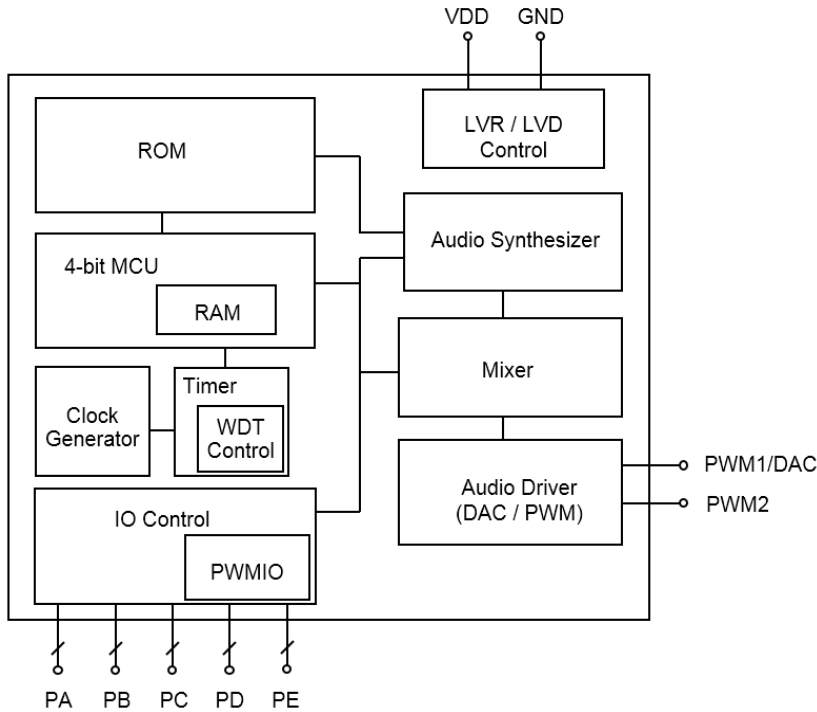 VDD GND
LVR / LVD
Control
ROM
Audio Synthesizer
4-bit MCU
RAM
Mixer
Timer
Clock
Generator
WDT
Control
Audio Driver
(DAC / PWM)
PWM1/DAC
PWM2
IO Control
PWMIO
PA PB PC PD PE